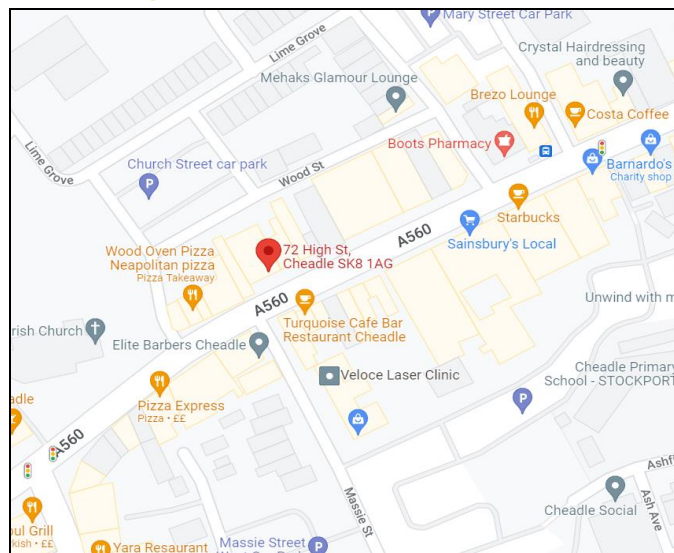 Mary Street Car Park
Lime Grove
Crystal Hairdressing
and beauty
Mehaks Glamour Lounge
Brezo Lounge
Costa Coffee
Boots Pharmacy
Lime Grove
Church Street car park
P
Wood St
Barnardo's
Charity shop
Starbucks
A560
Sainsbury's Local
72 High St,
Cheadle SK8 1AG
Wood Oven Pizza
Neapolitan pizza
Pizza Takeaway
A560
Unwind with m
Turquoise Cafe Bar
Restaurant Cheadle
rish Church
Elite Barbers Cheadle
Veloce Laser Clinic
Cheadle Primary
School - STOCKPORT
P
adle
Pizza Express
Pizza • ££
A560
Massie St
Ashfi
Ash Ave
Cheadle Social
oul Grill
kish • ££
Yara Resaurant
Massie Street
P